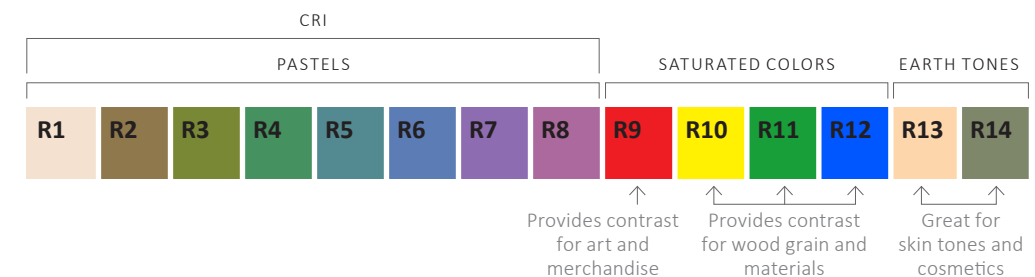 CRI
PASTELS
SATURATED COLORS
EARTH TONES
R1
R2
R3
R4
R5
R6
R7
R8
R9
R10
R11
R12
R13
R14
Provides contrast
for art and
merchandise
Provides contrast
for wood grain and
materials
Great for
skin tones and
cosmetics